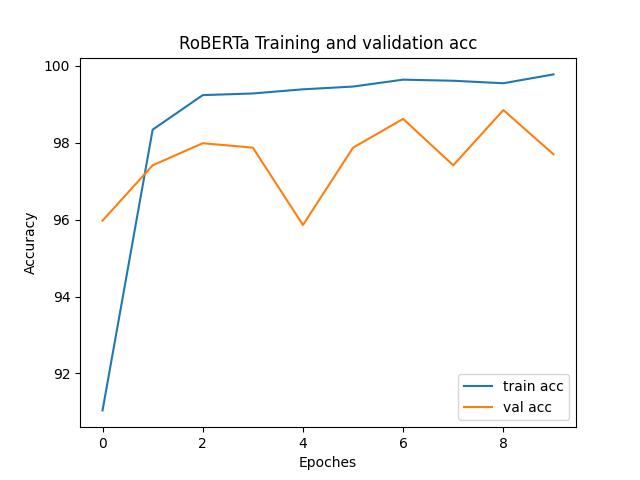 RoBERTa Training and validation acc
100
98
96
94
92
Accuracy
0 2 4 6 8
Epoches
train acc
val acc